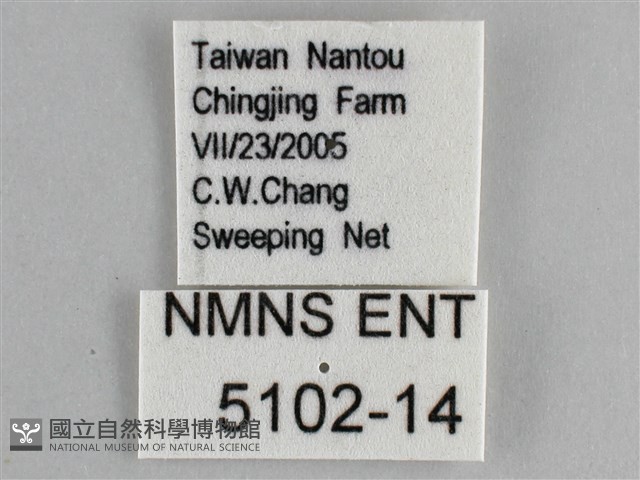 Taiwan Nantou
Chingjing Farm
VII/23/2005
C.W.Chang
Sweeping Net
NMNS ENT
5102-14
國立自然科學博物館
NATIONAL MUSEUM OF NATURAL SCIENCE